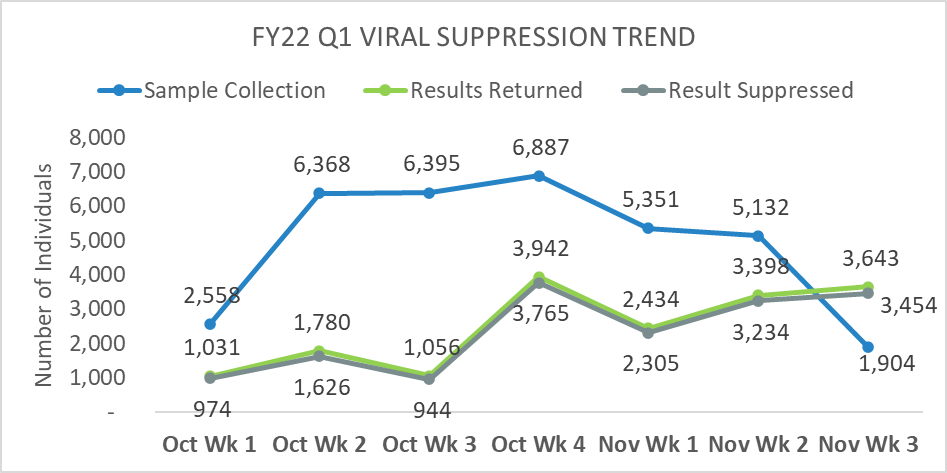 FY22 Q1 VIRAL SUPPRESSION TREND
Sample Collection Results Returned Result Suppressed
Number of Individuals
8,000
7,000
6,000
5,000
4,000
3,000
2,000
1,000
-
2,558 6,368 6,395 6,887 5,351 5,132 1,904
1,031 1,780 1,056 3,942 2,434 3,398 3,643
974 1,626 944 3,765 2,305 3,234 3,454
Oct Wk 1 Oct Wk 2 Oct Wk 3 Oct Wk 4 Nov Wk 1 Nov Wk 2 Nov Wk 3